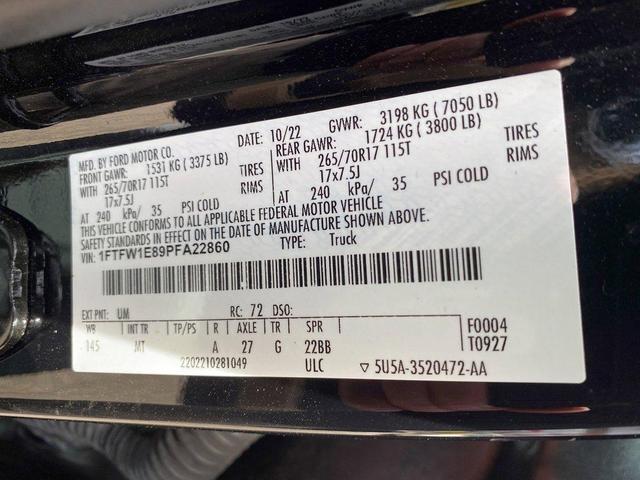 MFD. BY FORD MOTOR CO.
DATE: 10/22 GVWR: 3198 KG ( 7050 LB)
FRONT GAWR: 1531 KG ( 3375 LB) REAR GAWR: 1724 KG ( 3800 LB)
WITH 265/70R17 115T TIRES WITH 265/70R17 115T TIRES
17x7.5J RIMS 17x7.5J RIMS
AT 240 kPa/ 35 PSI COLD AT 240 kPa/ 35 PSI COLD
THIS VEHICLE CONFORMS TO ALL APPLICABLE FEDERAL MOTOR VEHICLE
SAFETY STANDARDS IN EFFECT ON THE DATE OF MANUFACTURE SHOWN ABOVE.
VIN: 1FTFW1E89PFA22860 TYPE: Truck
EXT PNT: UM RC: 72 DSO:
WB INT TR TP/PS R AXLE TR SPR F0004
145 MT A 27 G 22BB T0927
2202210281049 ULC ▽ 5U5A-3520472-AA